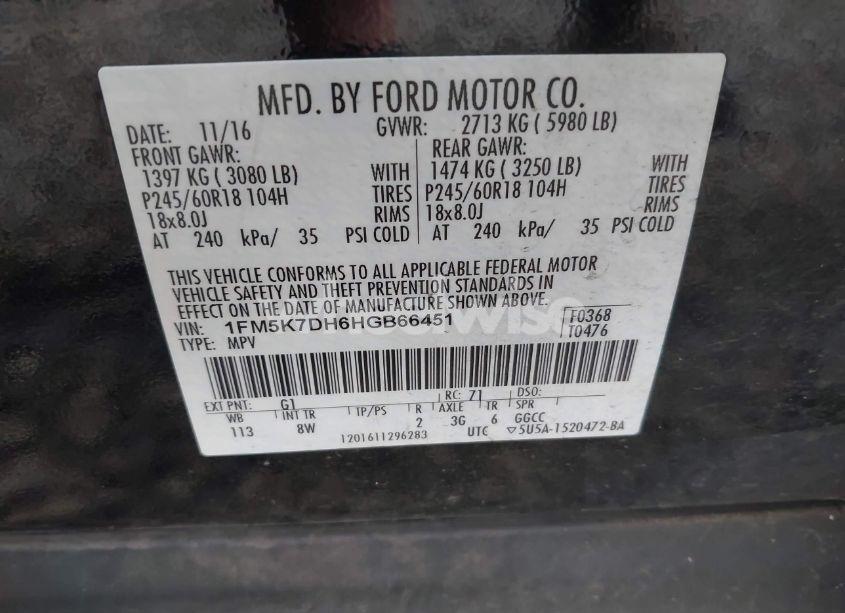 MFD. BY FORD MOTOR CO.
DATE: 11/16 GVWR: 2713 KG ( 5980 LB)
FRONT GAWR: REAR GAWR:
1397 KG ( 3080 LB) WITH 1474 KG ( 3250 LB) WITH
P245/60R18 104H TIRES P245/60R18 104H TIRES
18x8.0J RIMS 18x8.0J RIMS
AT 240 kPa/ 35 PSI COLD AT 240 kPa/ 35 PSI COLD
THIS VEHICLE CONFORMS TO ALL APPLICABLE FEDERAL MOTOR
VEHICLE SAFETY AND THEFT PREVENTION STANDARDS IN
EFFECT ON THE DATE OF MANUFACTURE SHOWN ABOVE.
VIN: 1FM5K7DH6HGB66451 F0368
TYPE: MPV T0476
EXT PNT: G1 RC: 71 DSO:
WB INT TR TP/PS R AXLE TR SPR
113 8W 2 3G 6 GGCC
1201611296283 UTC ▽5U5A-1520472-BA